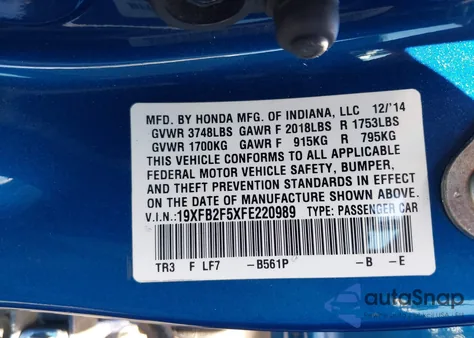 MFD. BY HONDA MFG. OF INDIANA, LLC 12/'14
GVWR 3748LBS GAWR F 2018LBS R 1753LBS
GVWR 1700KG GAWR F 915KG R 795KG
THIS VEHICLE CONFORMS TO ALL APPLICABLE
FEDERAL MOTOR VEHICLE SAFETY, BUMPER,
AND THEFT PREVENTION STANDARDS IN EFFECT
ON THE DATE OF MANUFACTURE SHOWN ABOVE.
V.I.N.:19XFB2F5XFE220989 TYPE: PASSENGER CAR
TR3 F LF7 -B561P -B -E
autoSnap